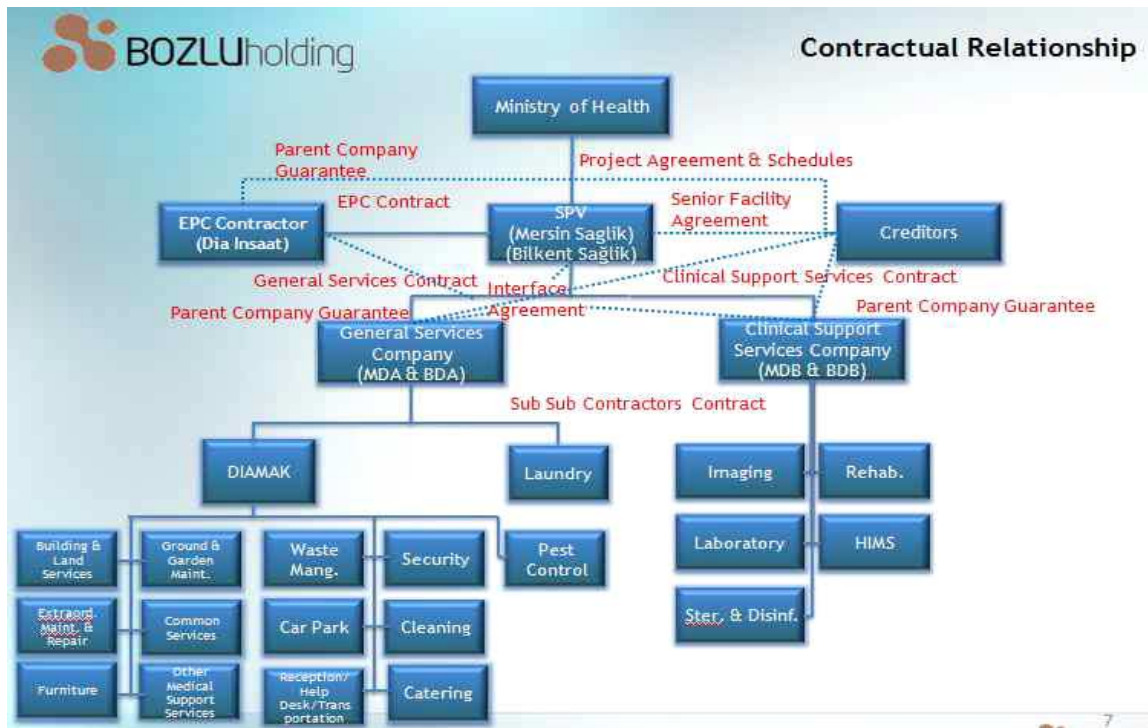 BOZLUholding
Contractual Relationship
Ministry of Health
Parent Company
Guarantee
Project Agreement & Schedules
EPC Contract
Senior Facility
Agreement
EPC Contractor
(Dia Insaat)
SPV
(Mersin Saglik)
(Bilkent Sağlik)
Creditors
General Services Contract
Interface
Agreement
Clinical Support Services Contract
Parent Company Guarantee
Parent Company Guarantee
General Services
Company
(MDA & BDA)
Clinical Support
Services Company
(MDB & BDB)
Sub Sub Contractors Contract
DIAMAK
Laundry
Imaging
Rehab.
Laboratory
HIMS
Ster. & Disinf.
Building &
Land
Services
Ground &
Garden
Maint.
Waste
Mang.
Security
Pest
Control
Extraord.
Maint. &
Repair
Common
Services
Car Park
Cleaning
Furniture
Other
Medical
Support
Services
Reception/
Help
Desk/Trans
portation
Catering
7